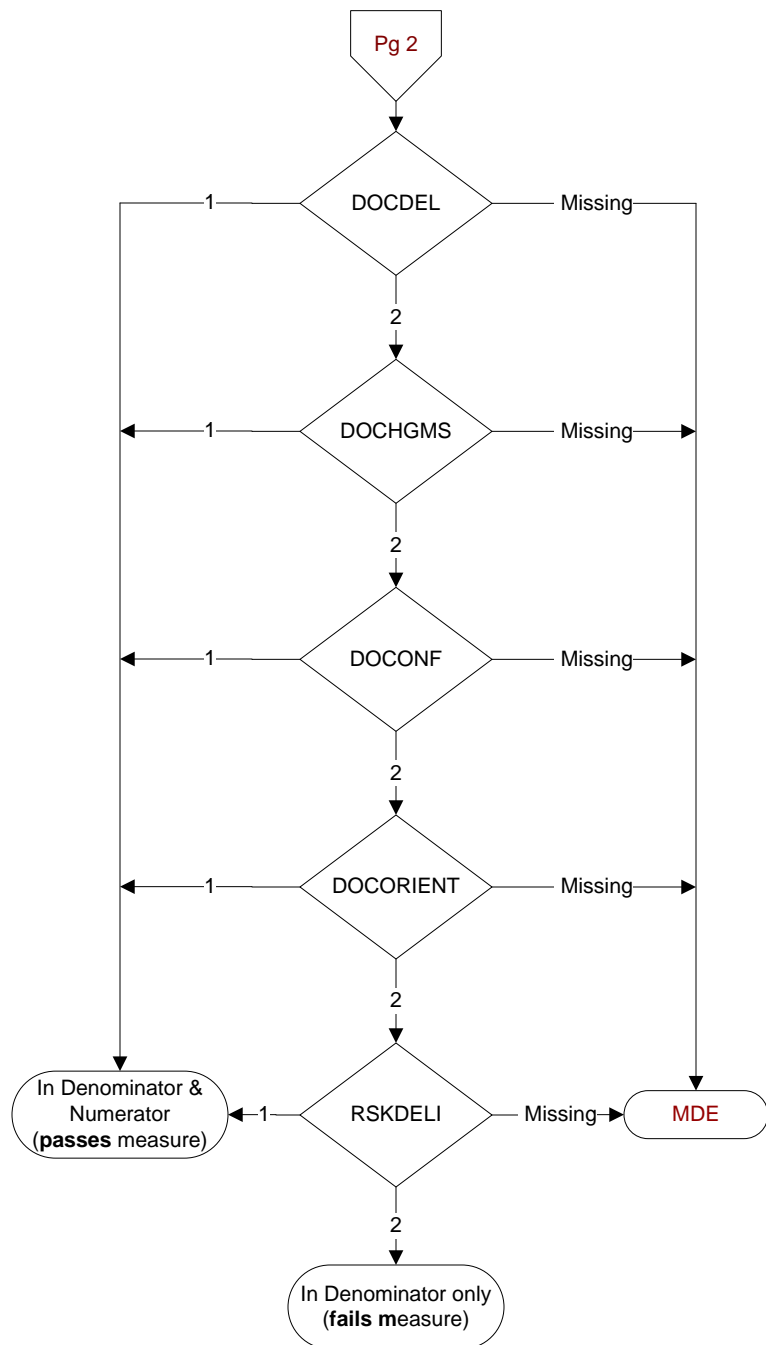 Pg 2
DOCDEL
1
Missing
2
DOCHGMS
1
Missing
2
DOCONF
1
Missing
2
DOCORIENT
1
Missing
2
In Denominator &
Numerator
(passes measure)
1
RSKDELI
Missing
MDE
2
In Denominator only
(fails measure)